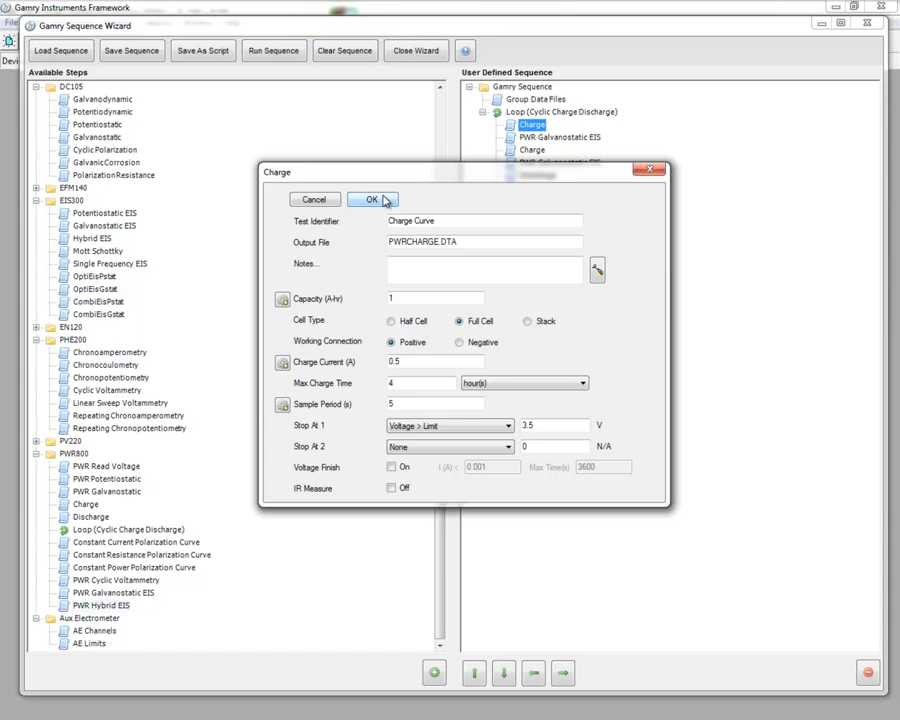 Gamry Instruments Framework
Gamry Sequence Wizard
Load Sequence
Save Sequence
Save As Script
Run Sequence
Clear Sequence
Close Wizard
Available Steps
DC105
Galvanodynamic
Potentiodynamic
Potentiostatic
Galvanostatic
Cyclic Polarization
GalvanicCorrosion
PolarizationResistance
EFM140
EIS300
Potentiostatic EIS
Galvanostatic EIS
Hybrid EIS
Mott Schottky
Single Frequency EIS
OptiEisPstat
OptiEisGstat
CombiEisPstat
CombiEisGstat
EN120
PHE200
Chronoamperometry
Chronocoulometry
Chronopotentiometry
Cyclic Voltammetry
Linear Sweep Voltammetry
Repeating Chronoamperometry
Repeating Chronopotentiometry
PV220
PWR800
PWR Read Voltage
PWR Potentiostatic
PWR Galvanostatic
Charge
Discharge
Loop (Cyclic Charge Discharge)
Constant Current Polarization Curve
Constant Resistance Polarization Curve
Constant Power Polarization Curve
PWR Cyclic Voltammetry
PWR Galvanostatic EIS
PWR Hybrid EIS
Aux Electrometer
AE Channels
AE Limits
User Defined Sequence
Gamry Sequence
Group Data Files
Loop (Cyclic Charge Discharge)
Charge
PWR Galvanostatic EIS
Charge
Charge
Cancel
OK
Test Identifier Charge Curve
Output File PWRCHARGE.DTA
Notes...
Capacity (A-hr) 1
Cell Type Half Cell Full Cell Stack
Working Connection Positive Negative
Charge Current (A) 0.5
Max Charge Time 4 hour(s)
Sample Period (s) 5
Stop At 1 Voltage > Limit 3.5 V
Stop At 2 None 0 N/A
Voltage Finish On I (A) < 0.001 Max. Time(s) 3600
IR Measure Off